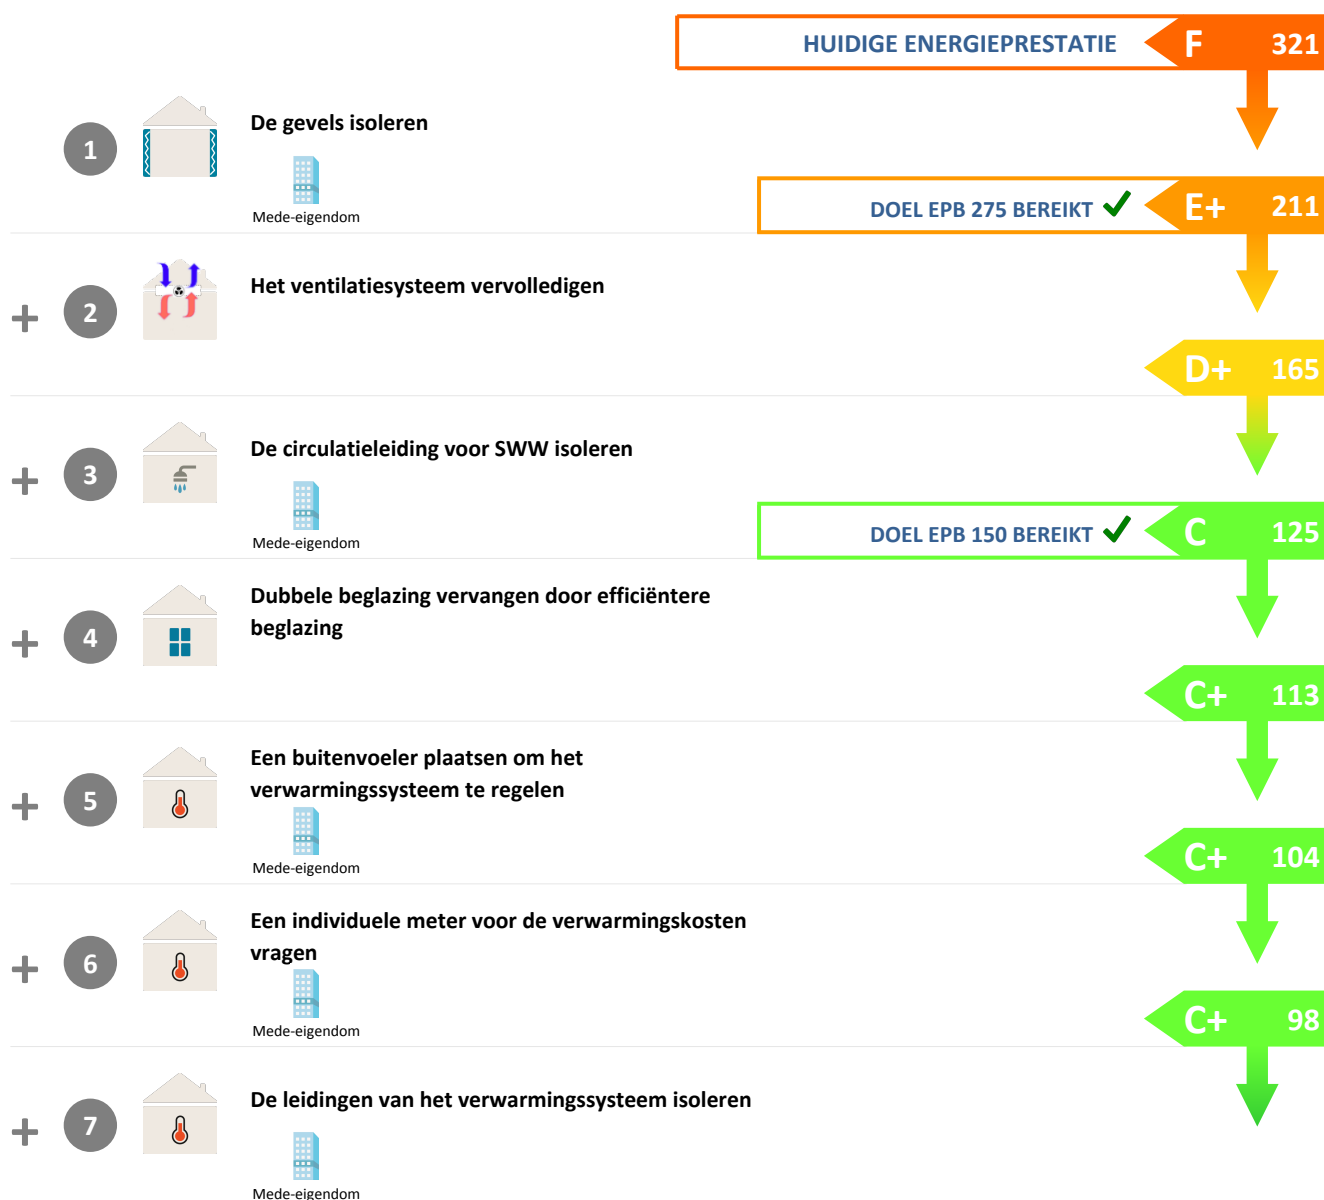 HUIDIGE ENERGIEPRESTATIE F 321
1 De gevels isoleren
Mede-eigendom
DOEL EPB 275 BEREIKT E+ 211
+ 2 Het ventilatiesysteem vervolledigen
D+ 165
+ 3 De circulatieleiding voor SWW isoleren
Mede-eigendom
DOEL EPB 150 BEREIKT C 125
+ 4 Dubbele beglazing vervangen door efficiëntere
beglazing
C+ 113
+ 5 Een buitenvoeler plaatsen om het
verwarmingssysteem te regelen
Mede-eigendom
C+ 104
+ 6 Een individuele meter voor de verwarmingskosten
vragen
Mede-eigendom
C+ 98
+ 7 De leidingen van het verwarmingssysteem isoleren
Mede-eigendom